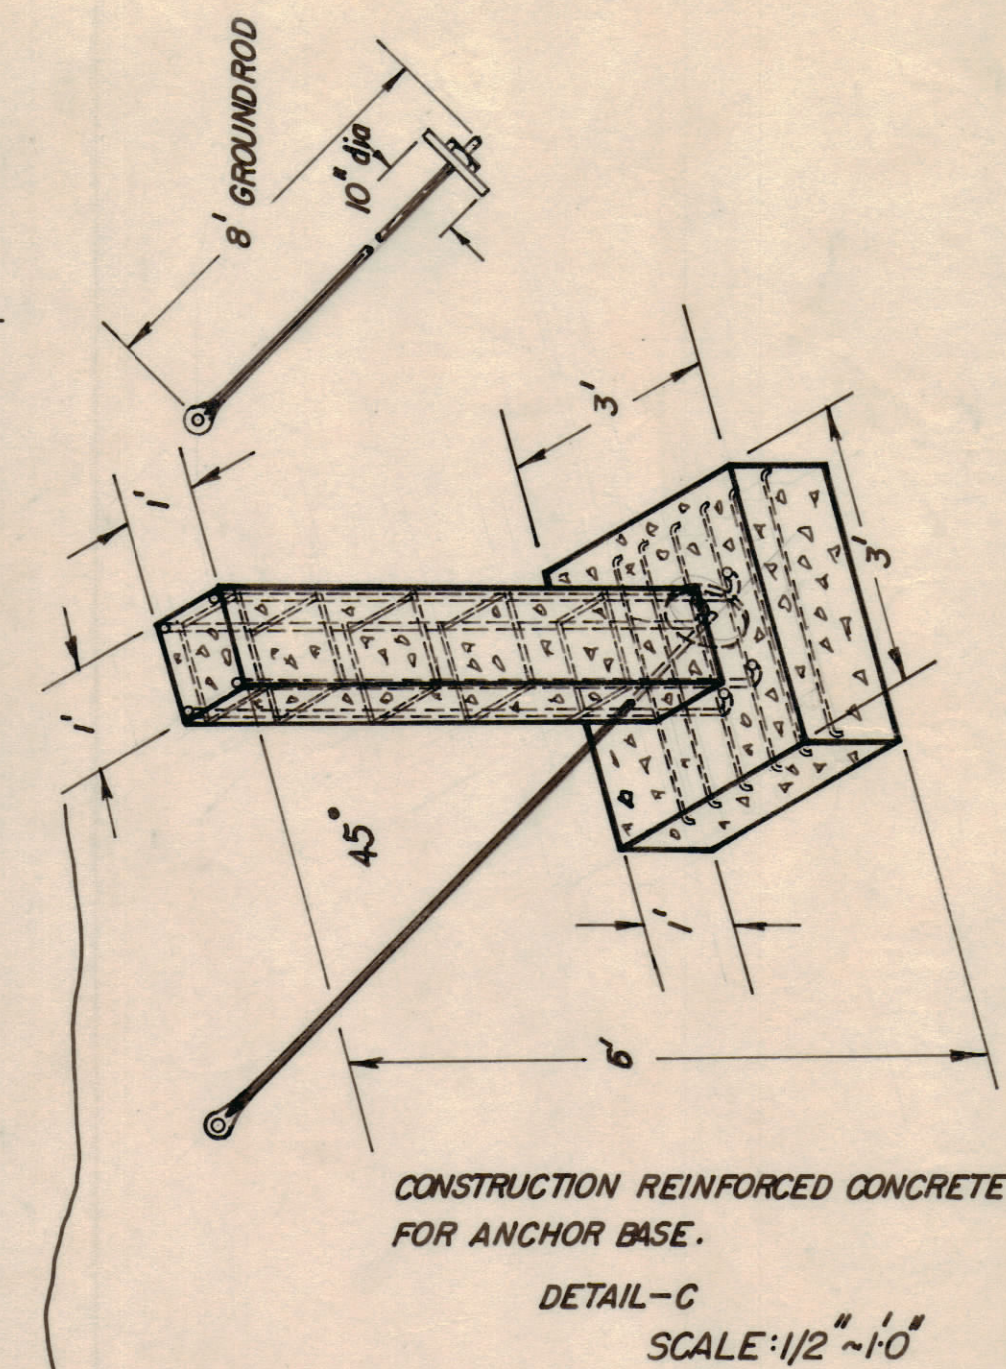 8' GROUNDROD
10" dia
3'
1'
3'
1'
45°
1'
6'
CONSTRUCTION REINFORCED CONCRETE
FOR ANCHOR BASE.
DETAIL-C
SCALE: 1/2" ~ 1'·0"